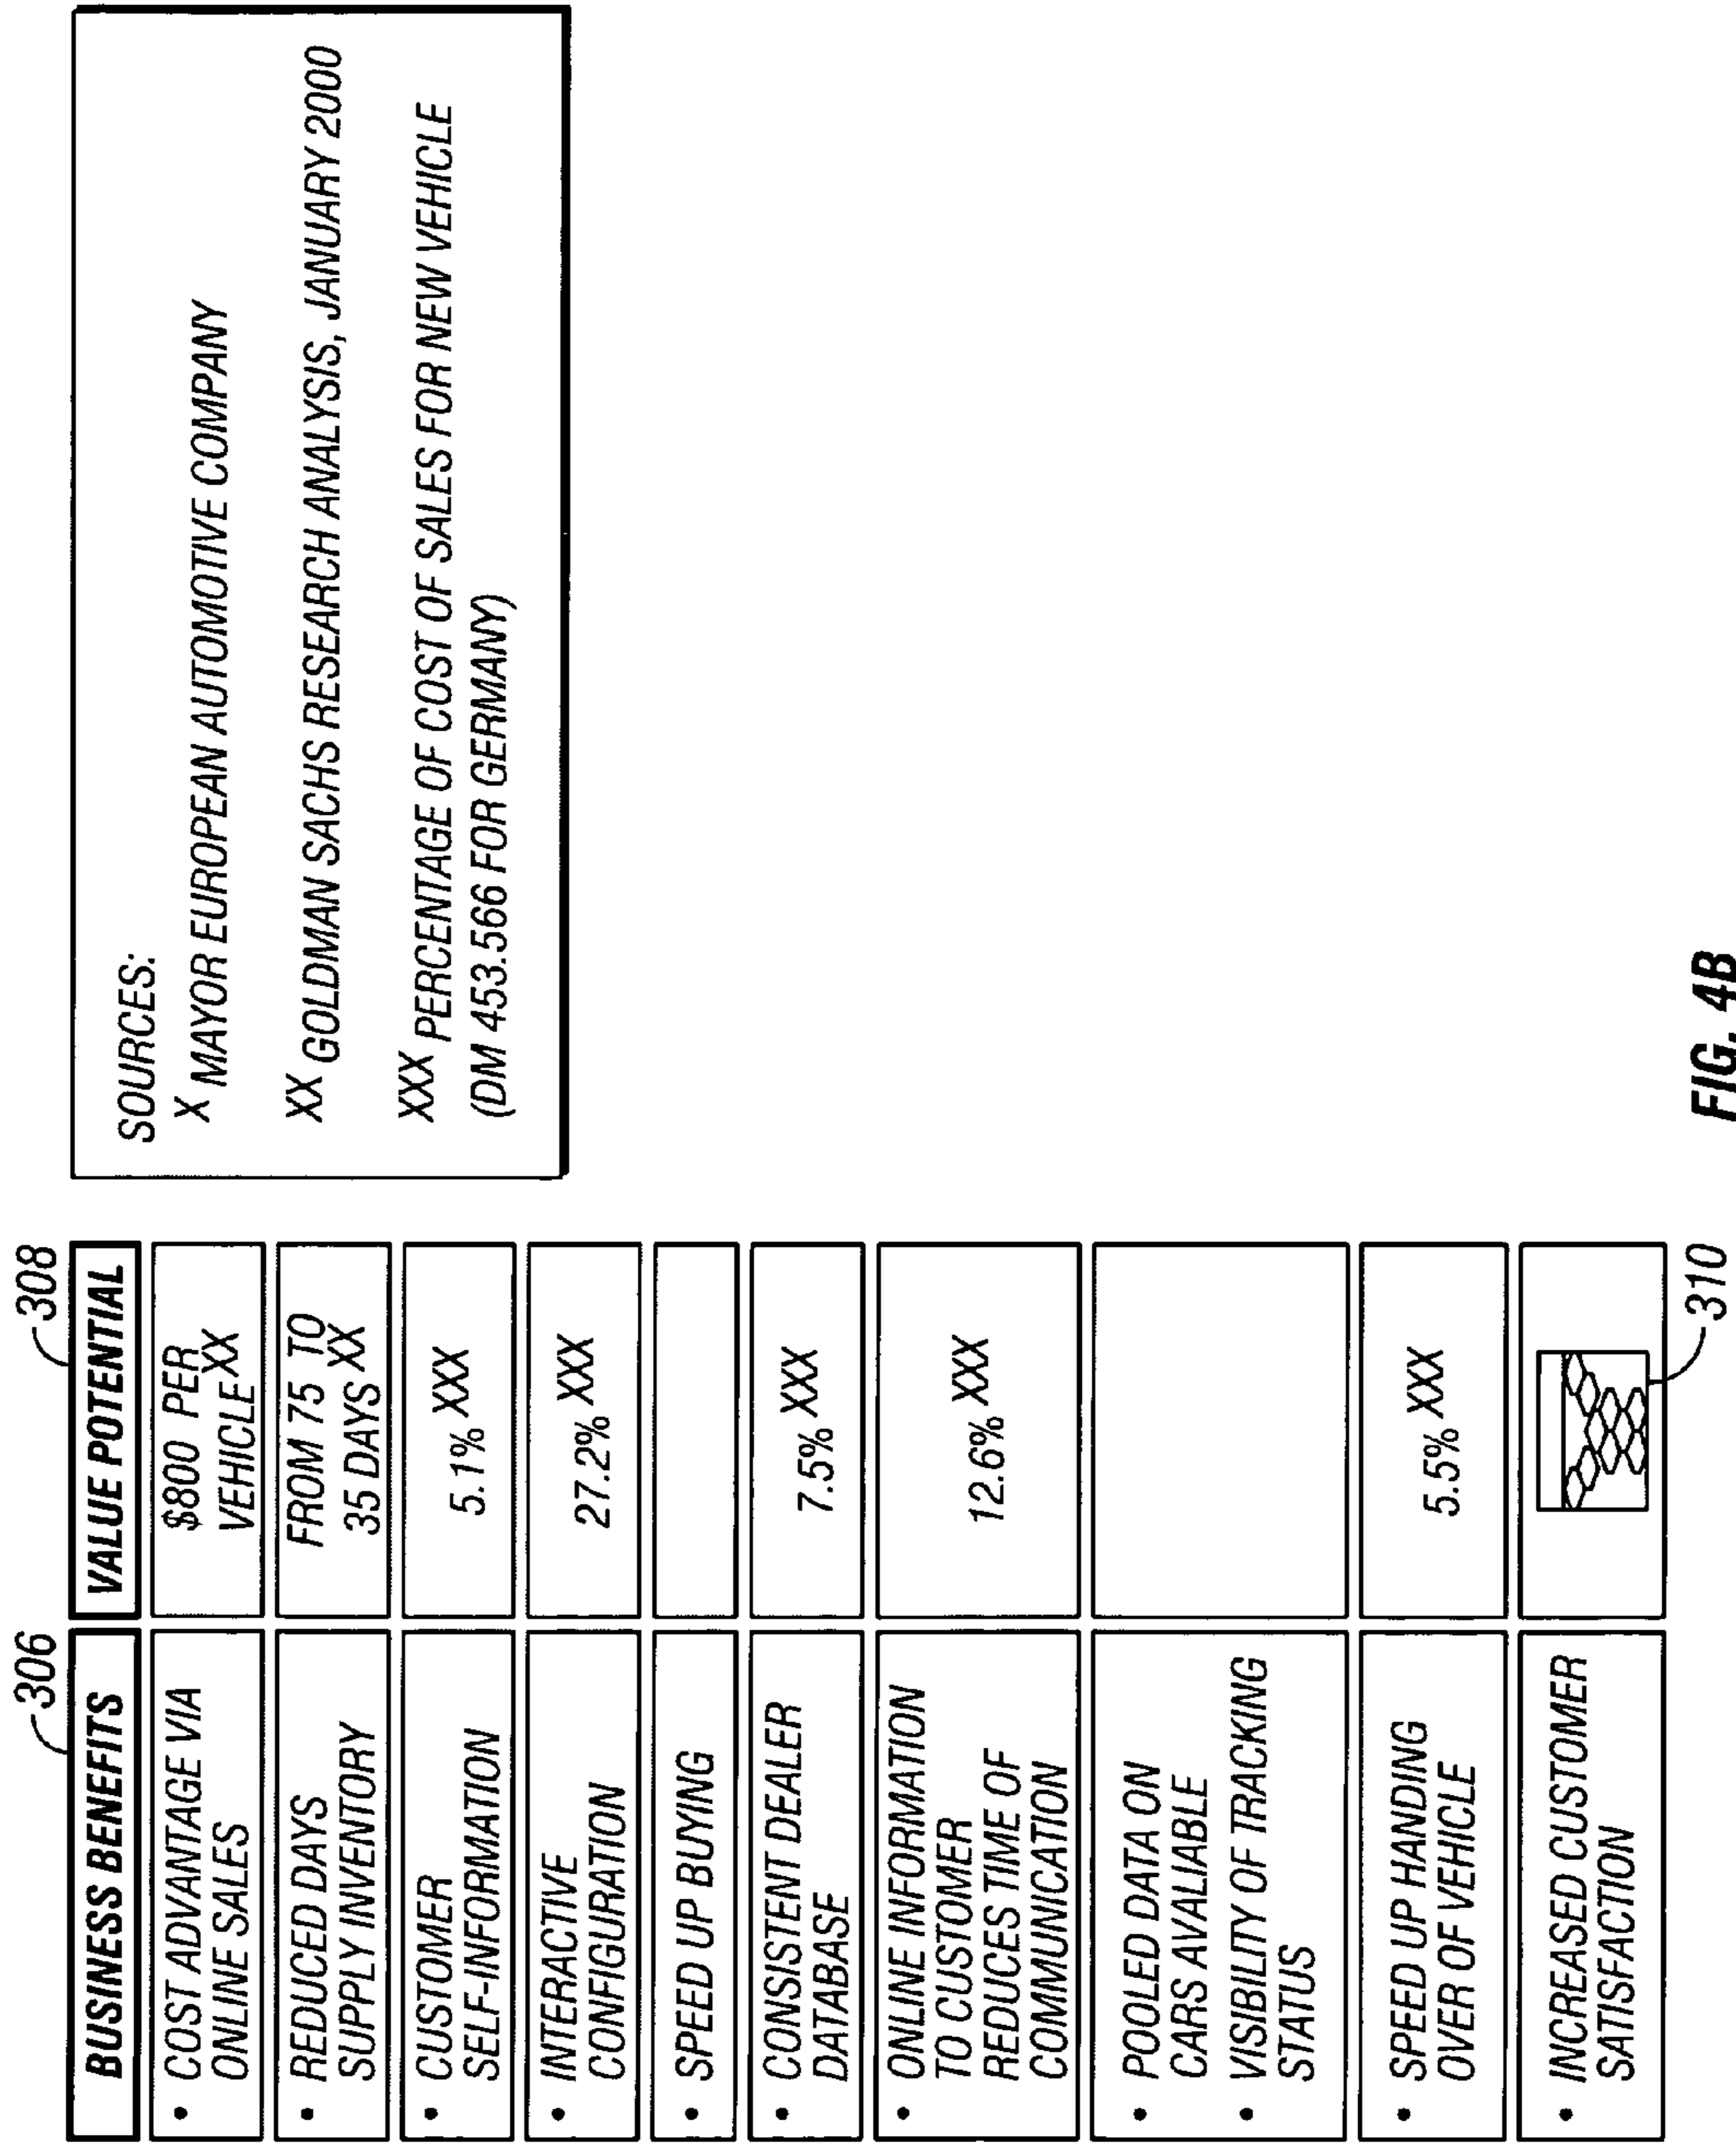 306
308
BUSINESS BENEFITS
VALUE POTENTIAL
• COST ADVANTAGE VIA
ONLINE SALES
$800 PER
VEHICLE XX
• REDUCED DAYS
SUPPLY INVENTORY
FROM 75 TO
35 DAYS XX
• CUSTOMER
SELF-INFORMATION
5.1% XXX
• INTERACTIVE
CONFIGURATION
27.2% XXX
• SPEED UP BUYING
• CONSISTENT DEALER
DATABASE
7.5% XXX
• ONLINE INFORMATION
TO CUSTOMER
REDUCES TIME OF
COMMUNICATION
12.6% XXX
• POOLED DATA ON
CARS AVALIABLE
• VISIBILITY OF TRACKING
STATUS
• SPEED UP HANDING
OVER OF VEHICLE
5.5% XXX
• INCREASED CUSTOMER
SATISFACTION
310
SOURCES:
X MAYOR EUROPEAN AUTOMOTIVE COMPANY
XX GOLDMAN SACHS RESEARCH ANALYSIS, JANUARY 2000
XXX PERCENTAGE OF COST OF SALES FOR NEW VEHICLE
(DM 453.566 FOR GERMANY)
FIG. 4B